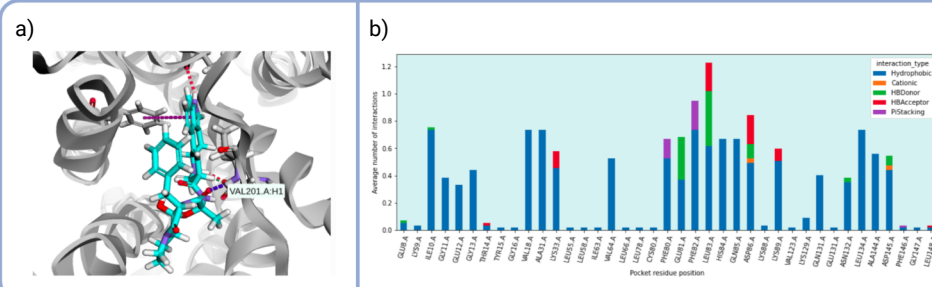 a)
b)
VAL201.A:H1
interaction_type
Hydrophobic
Cationic
HBDonor
HBAcceptor
PiStacking
Average number of interactions
1.2
1.0
0.8
0.6
0.4
0.2
0.0
GLU8.A
LYS9.A
ILE10.A
GLY11.A
GLU12.A
GLY13.A
THR14.A
TYR15.A
GLY16.A
VAL18.A
ALA31.A
LYS33.A
LEU55.A
LEU58.A
ILE63.A
VAL64.A
LEU66.A
LEU78.A
CYS80.A
PHE80.A
GLU81.A
PHE82.A
LEU83.A
HIS84.A
GLN85.A
ASP86.A
LYS88.A
LYS89.A
VAL123.A
LYS129.A
GLN131.A
GLU131.A
ASN132.A
LEU134.A
ALA144.A
ASP145.A
PHE146.A
GLY147.A
Pocket residue position